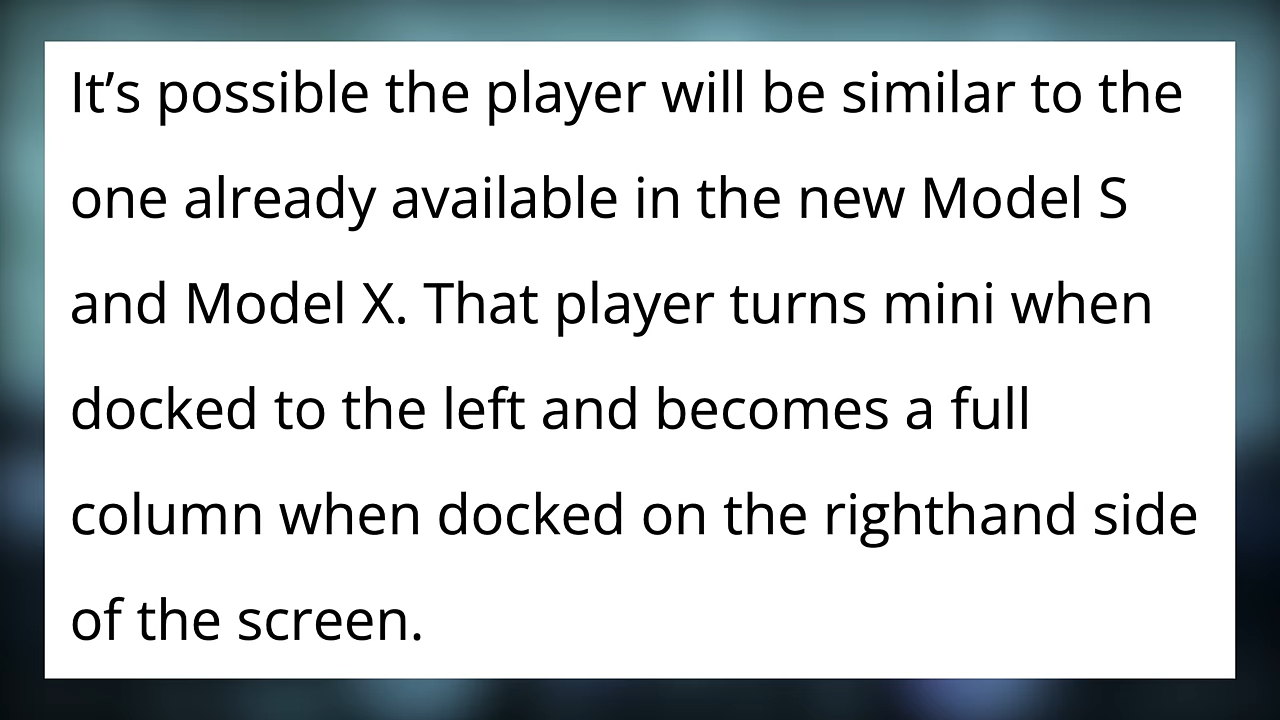 It’s possible the player will be similar to the
one already available in the new Model S
and Model X. That player turns mini when
docked to the left and becomes a full
column when docked on the righthand side
of the screen.